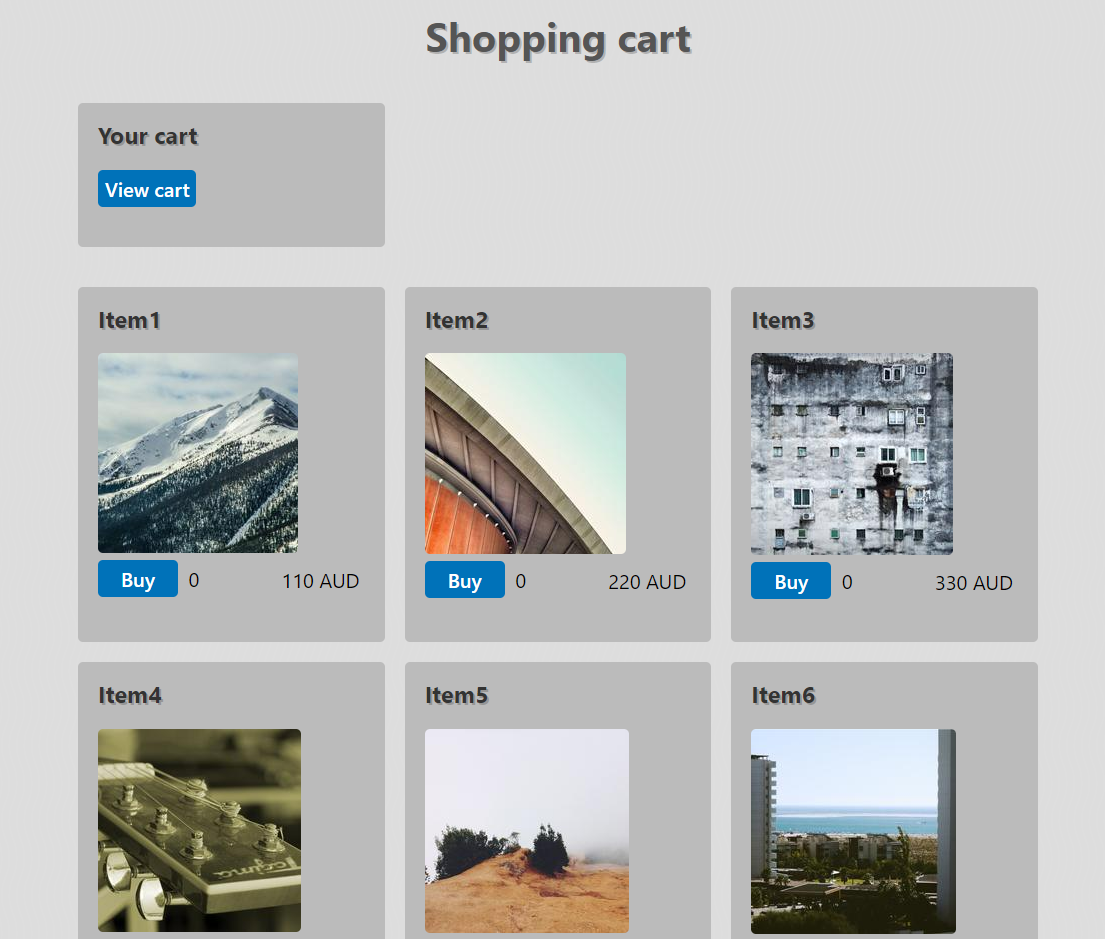 Shopping cart
Your cart
View cart
Item1
Item2
Item3
Buy 0 110 AUD
Buy 0 220 AUD
Buy 0 330 AUD
Item4
Item5
Item6